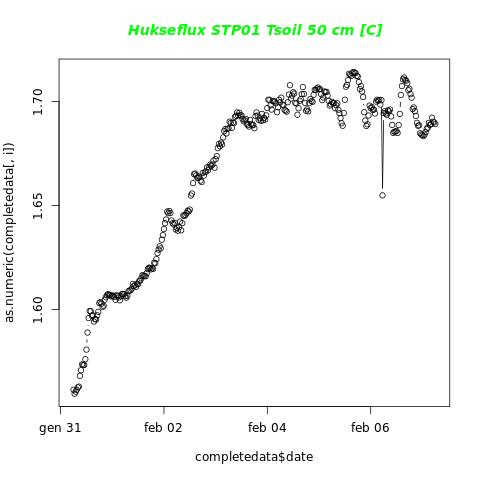 Hukseflux STP01 Tsoil 50 cm [C]
as.numeric(completedata[, i])
1.70
1.65
1.60
gen 31 feb 02 feb 04 feb 06
completedata$date